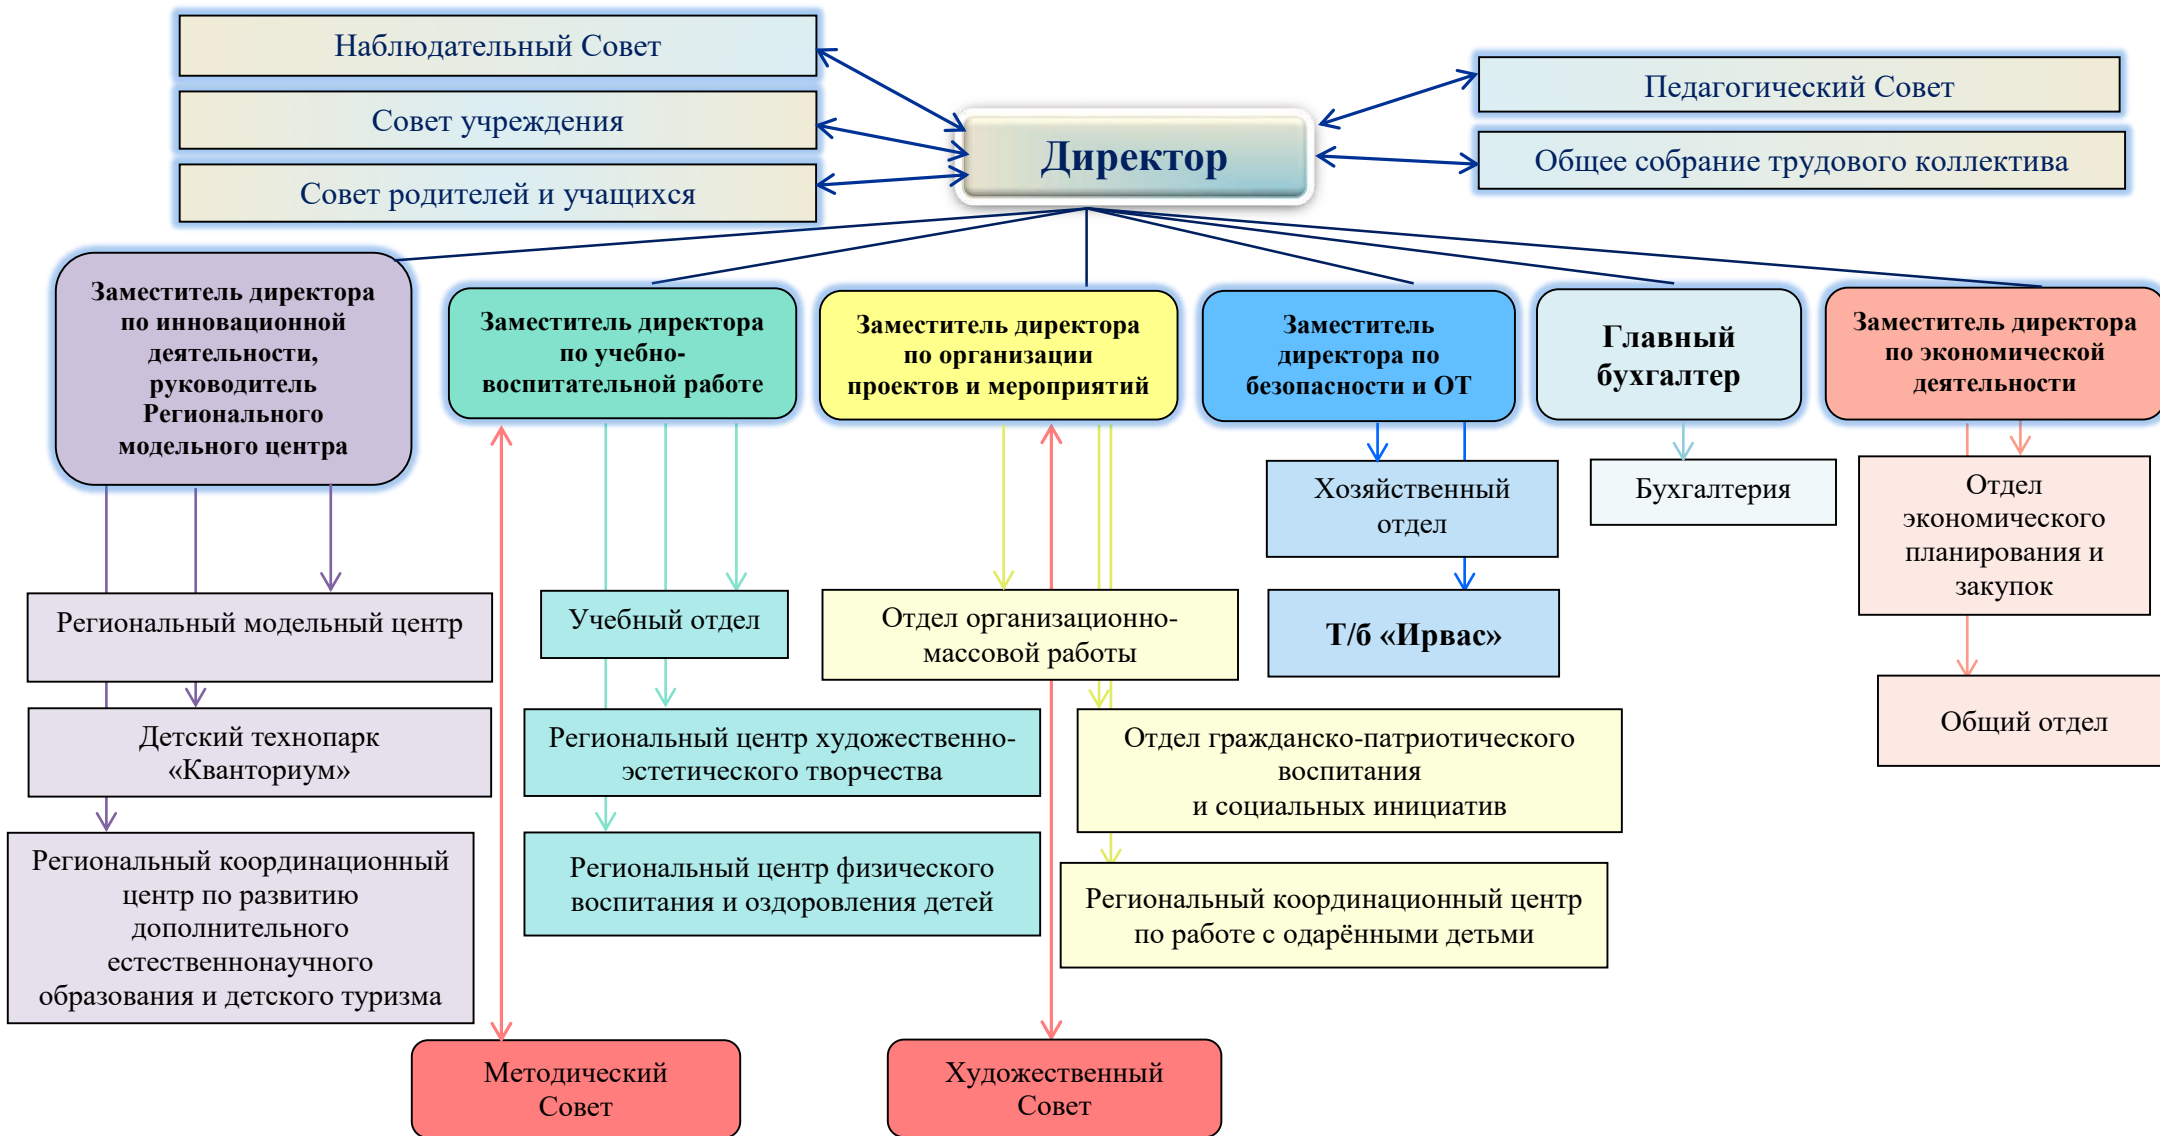 Наблюдательный Совет
Совет учреждения
Совет родителей и учащихся
Директор
Педагогический Совет
Общее собрание трудового коллектива
Заместитель директора
по инновационной
деятельности,
руководитель
Регионального
модельного центра
Заместитель директора
по учебно-
воспитательной работе
Заместитель директора
по организации
проектов и мероприятий
Заместитель
директора по
безопасности и ОТ
Главный
бухгалтер
Заместитель директора
по экономической
деятельности
Региональный модельный центр
Детский технопарк
«Кванториум»
Региональный координационный
центр по развитию
дополнительного
естественнонаучного
образования и детского туризма
Учебный отдел
Региональный центр художественно-
эстетического творчества
Региональный центр физического
воспитания и оздоровления детей
Отдел организационно-
массовой работы
Отдел гражданско-патриотического
воспитания
и социальных инициатив
Региональный координационный центр
по работе с одарёнными детьми
Хозяйственный
отдел
Т/б «Ирвас»
Бухгалтерия
Отдел
экономического
планирования и
закупок
Общий отдел
Методический
Совет
Художественный
Совет